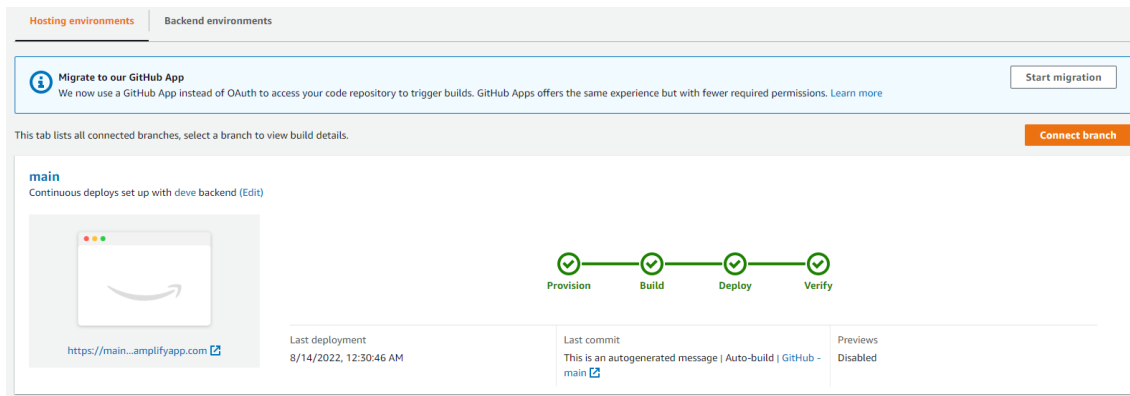 Hosting environments
Backend environments
Migrate to our GitHub App
We now use a GitHub App instead of OAuth to access your code repository to trigger builds. GitHub Apps offers the same experience but with fewer required permissions. Learn more
Start migration
This tab lists all connected branches, select a branch to view build details.
Connect branch
main
Continuous deploys set up with deve backend (Edit)
Provision
Build
Deploy
Verify
https://main...amplifyapp.com
Last deployment
8/14/2022, 12:30:46 AM
Last commit
This is an autogenerated message | Auto-build | GitHub -
main
Previews
Disabled